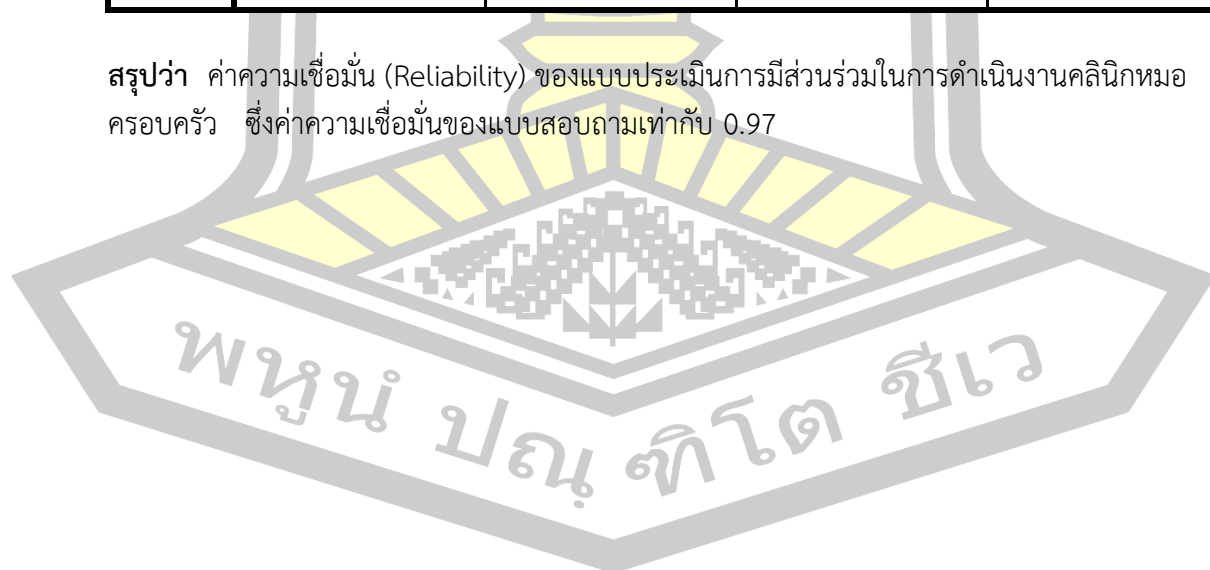 สรุปว่า ค่าความเชื่อมั่น (Reliability) ของแบบประเมินการมีส่วนร่วมในการดำเนินงานคลินิกหมอ
ครอบครัว ซึ่งค่าความเชื่อมั่นของแบบสอบถามเท่ากับ 0.97
พหูนํ ปณฺฑิโต ชีเว